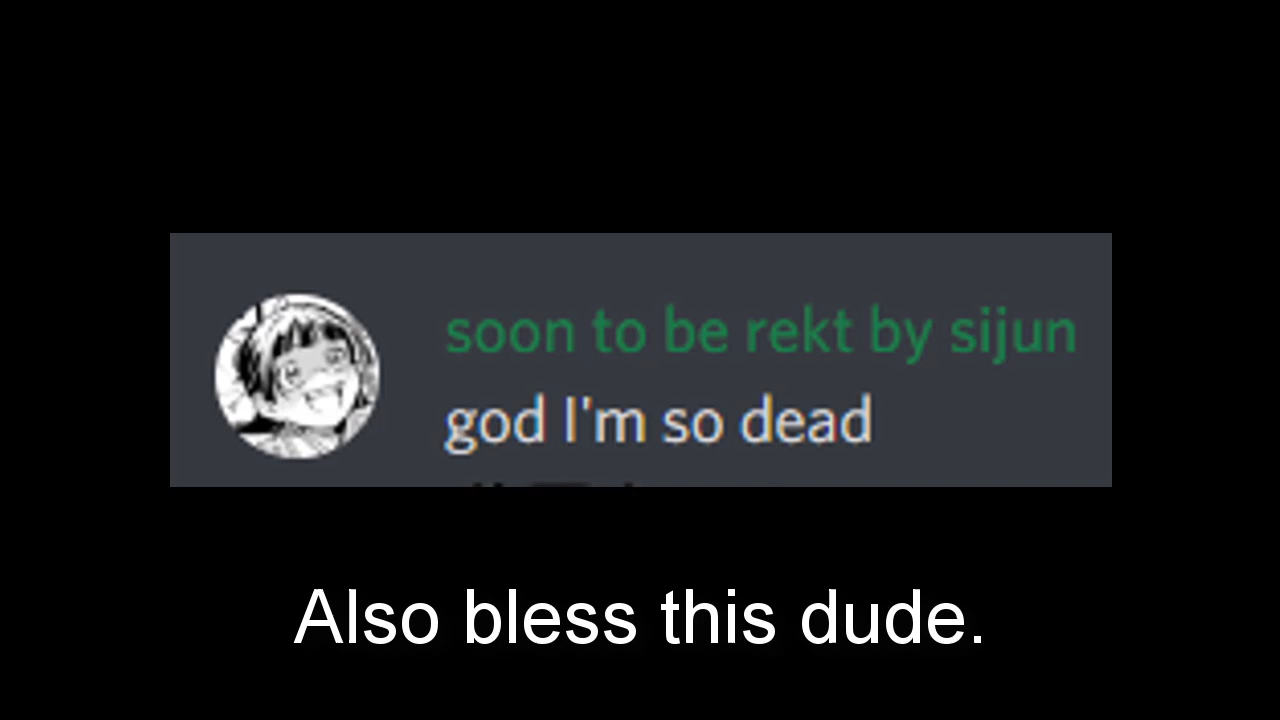 soon to be rekt by sijun
god I'm so dead
Also bless this dude.